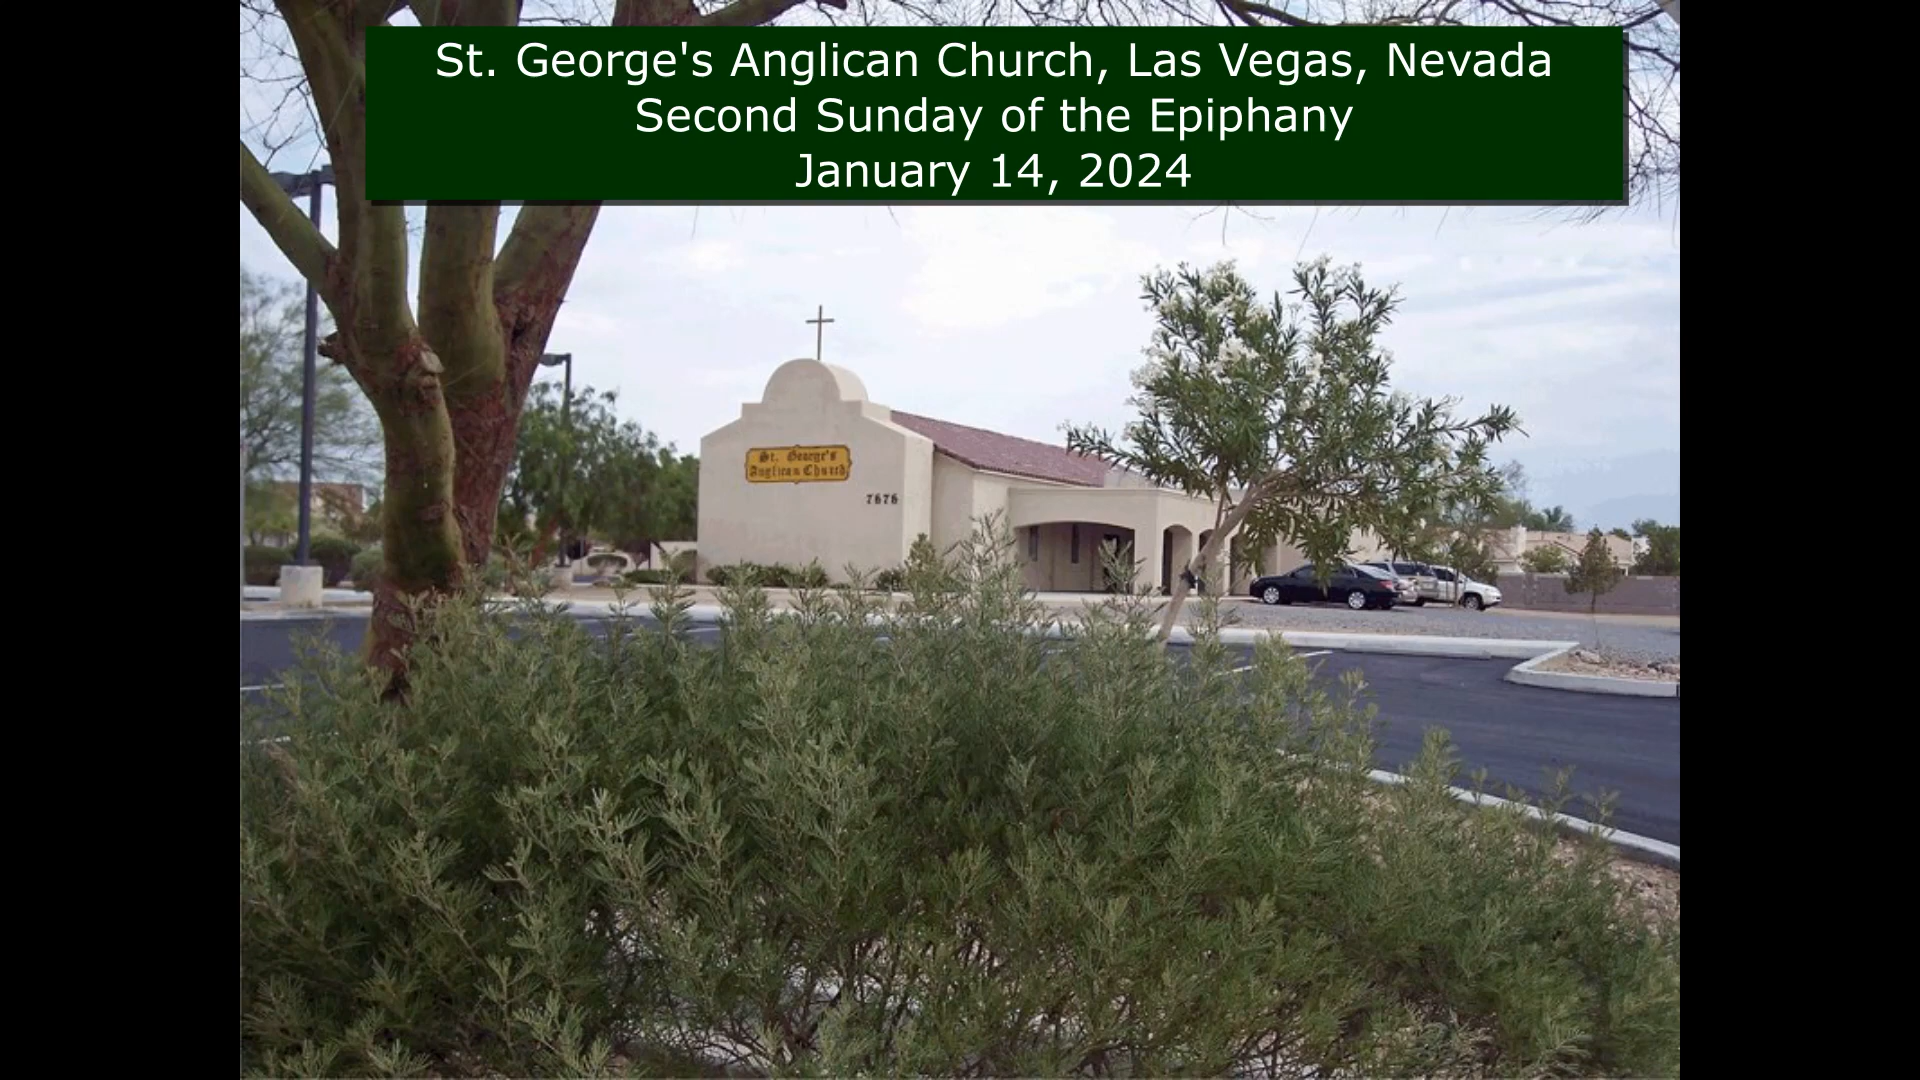 St. George's Anglican Church, Las Vegas, Nevada
Second Sunday of the Epiphany
January 14, 2024
St. George's
Anglican Church
7676